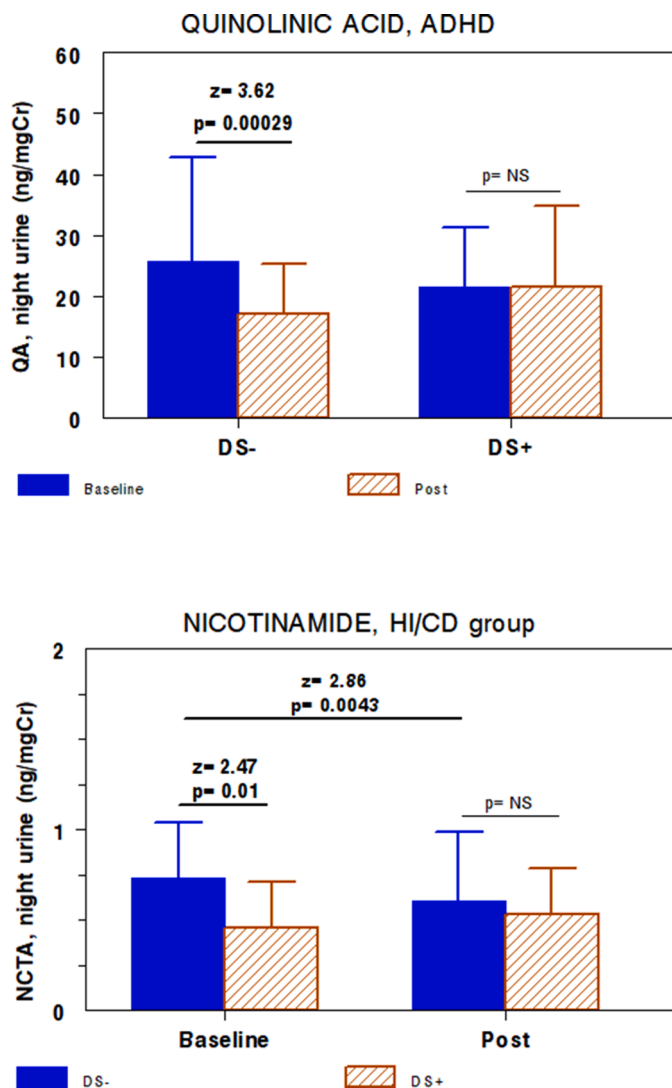 QUINOLINIC ACID, ADHD
60
50
40
30
20
10
0
QA, night urine (ng/mgCr)
z= 3.62
p= 0.00029
p= NS
DS-
DS+
Baseline
Post
NICOTINAMIDE, HI/CD group
2
1
0
NCTA, night urine (ng/mgCr)
z= 2.86
p= 0.0043
z= 2.47
p= 0.01
p= NS
Baseline
Post
DS-
DS+